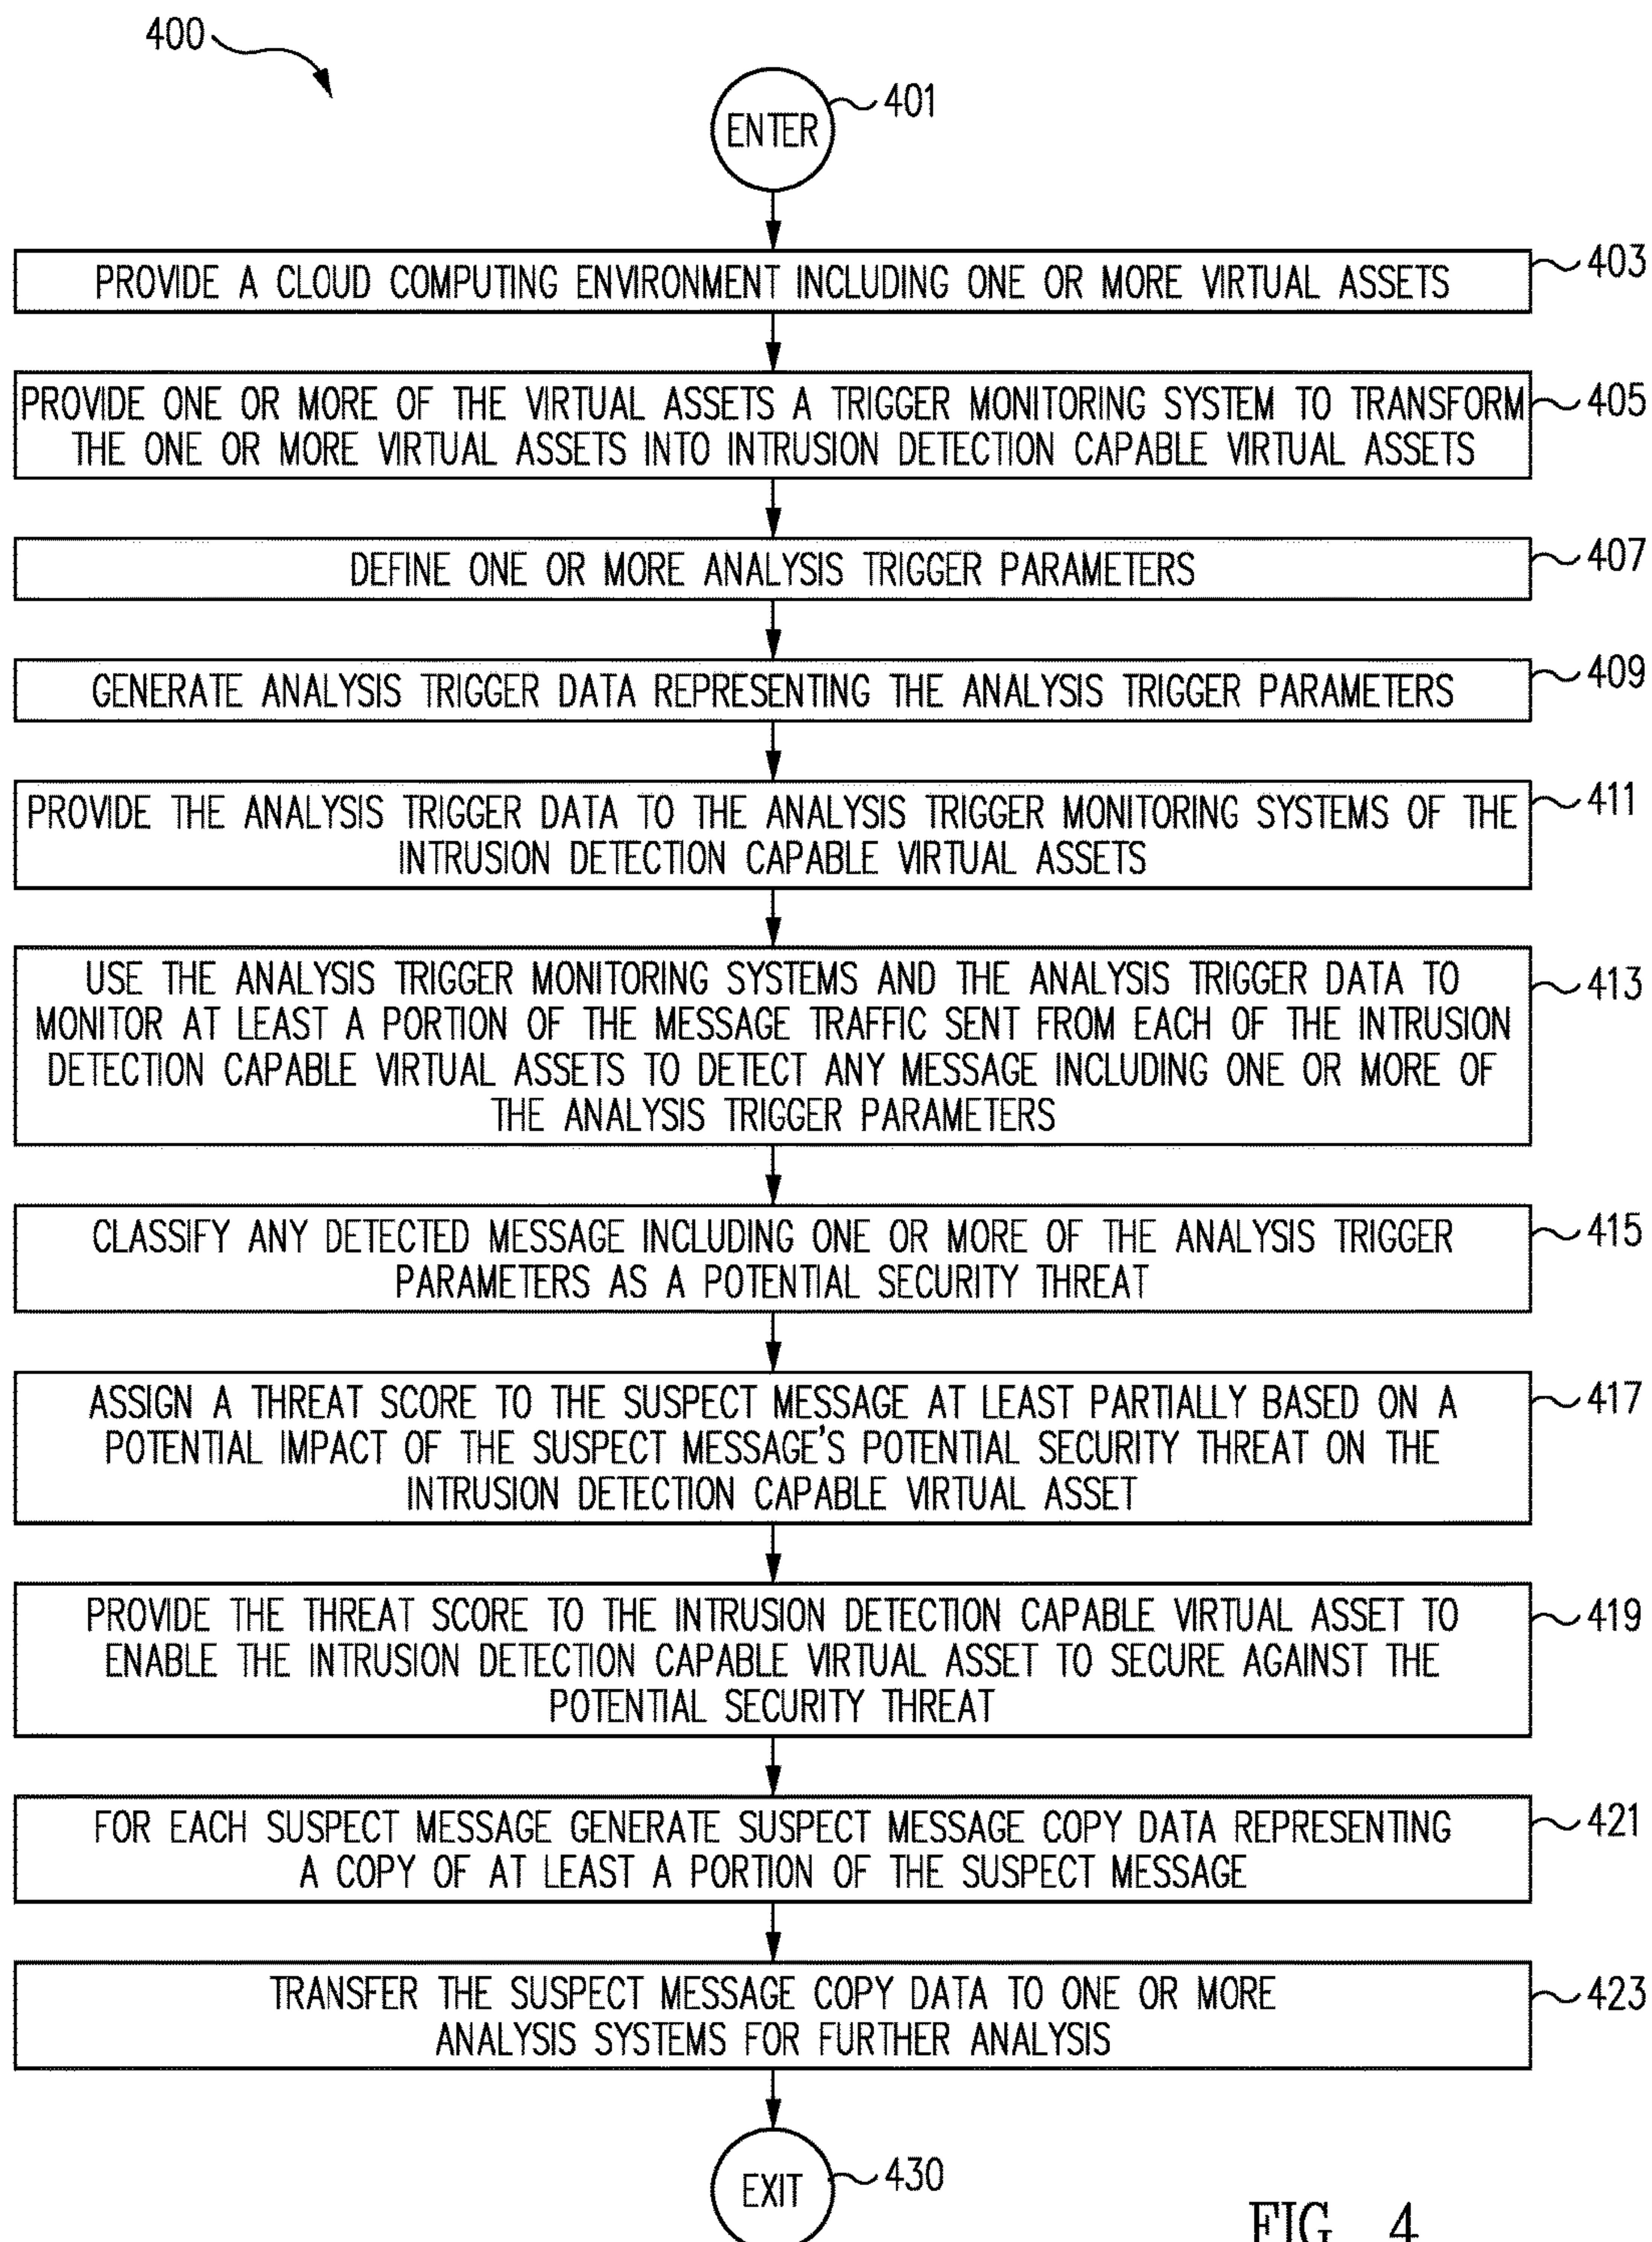 400
ENTER
401
PROVIDE A CLOUD COMPUTING ENVIRONMENT INCLUDING ONE OR MORE VIRTUAL ASSETS
403
PROVIDE ONE OR MORE OF THE VIRTUAL ASSETS A TRIGGER MONITORING SYSTEM TO TRANSFORM
THE ONE OR MORE VIRTUAL ASSETS INTO INTRUSION DETECTION CAPABLE VIRTUAL ASSETS
405
DEFINE ONE OR MORE ANALYSIS TRIGGER PARAMETERS
407
GENERATE ANALYSIS TRIGGER DATA REPRESENTING THE ANALYSIS TRIGGER PARAMETERS
409
PROVIDE THE ANALYSIS TRIGGER DATA TO THE ANALYSIS TRIGGER MONITORING SYSTEMS OF THE
INTRUSION DETECTION CAPABLE VIRTUAL ASSETS
411
USE THE ANALYSIS TRIGGER MONITORING SYSTEMS AND THE ANALYSIS TRIGGER DATA TO
MONITOR AT LEAST A PORTION OF THE MESSAGE TRAFFIC SENT FROM EACH OF THE INTRUSION
DETECTION CAPABLE VIRTUAL ASSETS TO DETECT ANY MESSAGE INCLUDING ONE OR MORE OF
THE ANALYSIS TRIGGER PARAMETERS
413
CLASSIFY ANY DETECTED MESSAGE INCLUDING ONE OR MORE OF THE ANALYSIS TRIGGER
PARAMETERS AS A POTENTIAL SECURITY THREAT
415
ASSIGN A THREAT SCORE TO THE SUSPECT MESSAGE AT LEAST PARTIALLY BASED ON A
POTENTIAL IMPACT OF THE SUSPECT MESSAGE'S POTENTIAL SECURITY THREAT ON THE
INTRUSION DETECTION CAPABLE VIRTUAL ASSET
417
PROVIDE THE THREAT SCORE TO THE INTRUSION DETECTION CAPABLE VIRTUAL ASSET TO
ENABLE THE INTRUSION DETECTION CAPABLE VIRTUAL ASSET TO SECURE AGAINST THE
POTENTIAL SECURITY THREAT
419
FOR EACH SUSPECT MESSAGE GENERATE SUSPECT MESSAGE COPY DATA REPRESENTING
A COPY OF AT LEAST A PORTION OF THE SUSPECT MESSAGE
421
TRANSFER THE SUSPECT MESSAGE COPY DATA TO ONE OR MORE
ANALYSIS SYSTEMS FOR FURTHER ANALYSIS
423
EXIT
430
FIG. 4